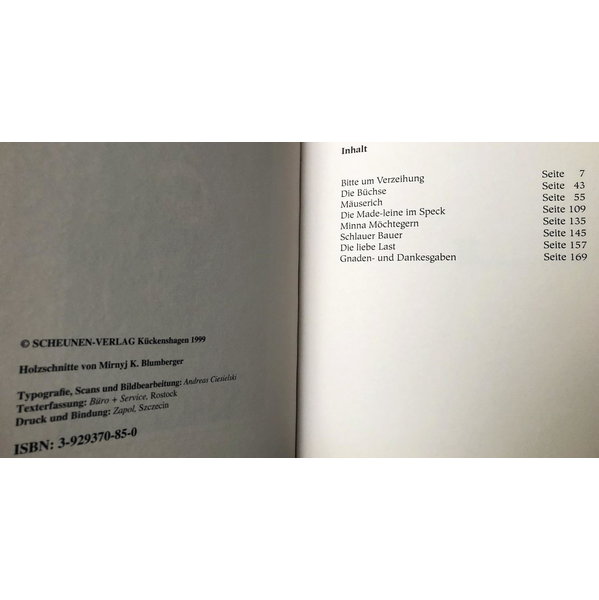 © SCHEUNEN-VERLAG Kückenshagen 1999
Holzschnitte von Mirnyj K. Blumberger
Typografie, Scans und Bildbearbeitung: Andreas Ciesielski
Texterfassung: Büro + Service, Rostock
Druck und Bindung: Zapol, Szczecin
ISBN: 3-929370-85-0
Inhalt
Bitte um Verzeihung Seite 7
Die Büchse Seite 43
Mäuserich Seite 55
Die Made-leine im Speck Seite 109
Minna Möchtegern Seite 135
Schlauer Bauer Seite 145
Die liebe Last Seite 157
Gnaden- und Dankesgaben Seite 169